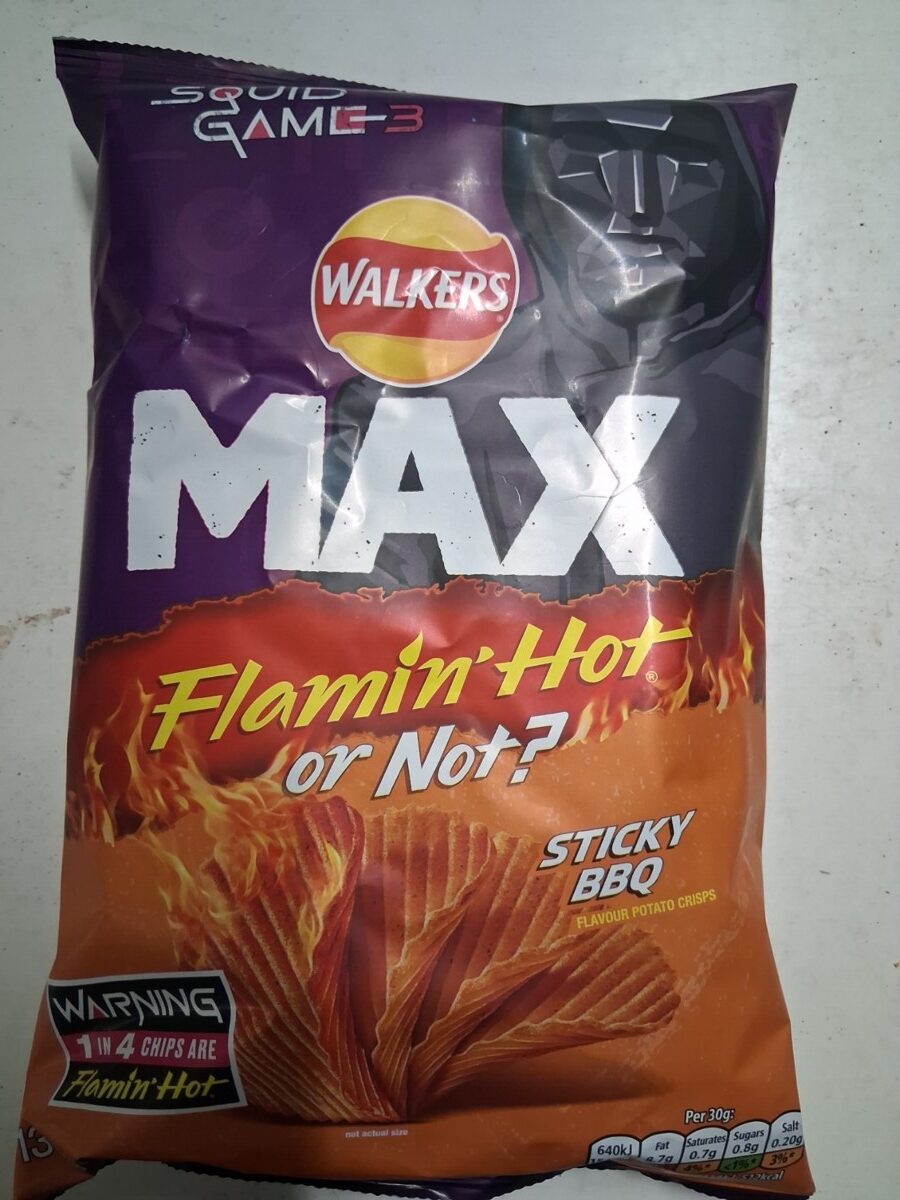 SQUID
GAME 3
WALKERS
MAX
Flamin' Hot®
or Not?
STICKY
BBQ
FLAVOUR POTATO CRISPS
WARNING
1 IN 4 CHIPS ARE
Flamin' Hot
not actual size
Per 30g:
640kJ Fat Saturates 0.7g 4%* Sugars 0.8g <1%* Salt 0.20g 3%*